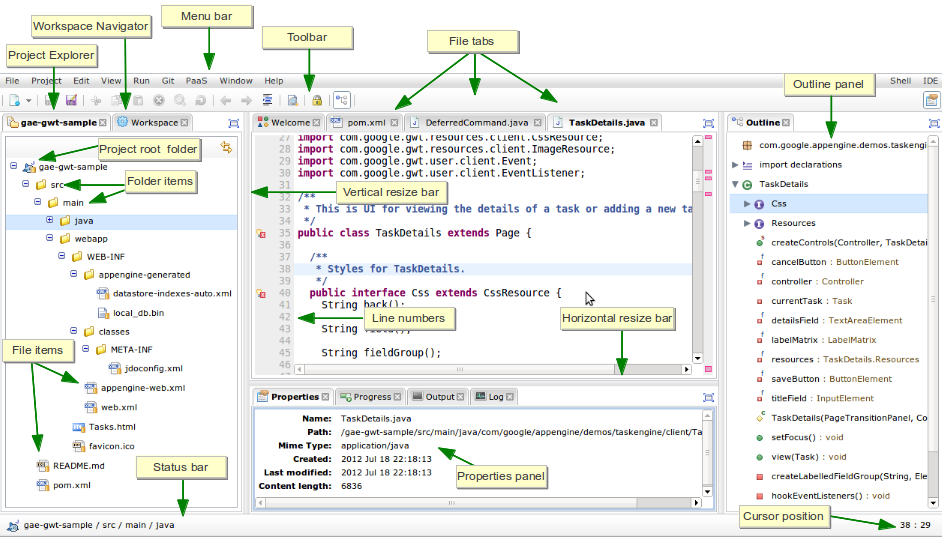 Menu bar
Workspace Navigator
Toolbar
File tabs
Project Explorer
Outline panel
File Project Edit View Run Git PaaS Window Help Shell IDE
gae-gwt-sample Workspace
Welcome pom.xml DeferredCommand.java TaskDetails.java
Outline
Project root folder
gae-gwt-sample
Folder items
src
main
java
webapp
WEB-INF
appengine-generated
datastore-indexes-auto.xml
local_db.bin
classes
META-INF
jdoconfig.xml
File items
appengine-web.xml
web.xml
Tasks.html
favicon.ico
README.md
pom.xml
Status bar
27 import com.google.gwt.resources.client.CssResource;
28 import com.google.gwt.resources.client.ImageResource;
29 import com.google.gwt.user.client.Event;
30 import com.google.gwt.user.client.EventListener;
31
Vertical resize bar
32 /**
33 * This is UI for viewing the details of a task or adding a new ta
34 */
35 public class TaskDetails extends Page {
36
37 /**
38 * Styles for TaskDetails.
39 */
40 public interface Css extends CssResource {
41 String back();
42
Line numbers
Horizontal resize bar
43 String
44
45 String fieldGroup();
46
Properties Progress Output Log
Name: TaskDetails.java
Path: /gae-gwt-sample/src/main/java/com/google/appengine/demos/taskengine/client/Ta
Mime Type: application/java
Created: 2012 Jul 18 22:18:13
Last modified: 2012 Jul 18 22:18:13
Content length: 6836
Properties panel
com.google.appengine.demos.taskengin
import declarations
TaskDetails
Css
Resources
createControls(Controller, TaskDetai
cancelButton : ButtonElement
controller : Controller
currentTask : Task
detailsField : TextAreaElement
labelMatrix : LabelMatrix
resources : TaskDetails.Resources
saveButton : ButtonElement
titleField : InputElement
TaskDetails(PageTransitionPanel, Co
setFocus() : void
view(Task) : void
createLabelledFieldGroup(String, Ele
hookEventListeners() : void
Cursor position
gae-gwt-sample / src / main / java
38 : 29